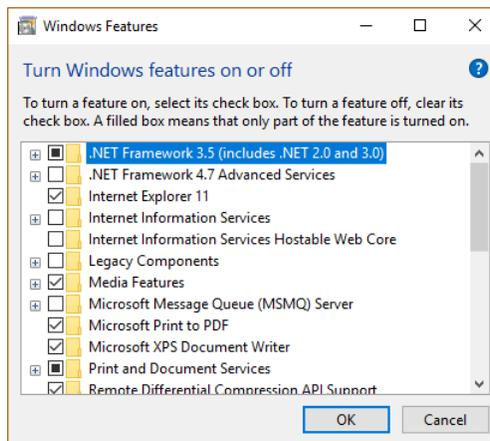 Windows Features
Turn Windows features on or off
?
To turn a feature on, select its check box. To turn a feature off, clear its
check box. A filled box means that only part of the feature is turned on.
.NET Framework 3.5 (includes .NET 2.0 and 3.0)
.NET Framework 4.7 Advanced Services
Internet Explorer 11
Internet Information Services
Internet Information Services Hostable Web Core
Legacy Components
Media Features
Microsoft Message Queue (MSMQ) Server
Microsoft Print to PDF
Microsoft XPS Document Writer
Print and Document Services
Remote Differential Compression API Support
OK
Cancel